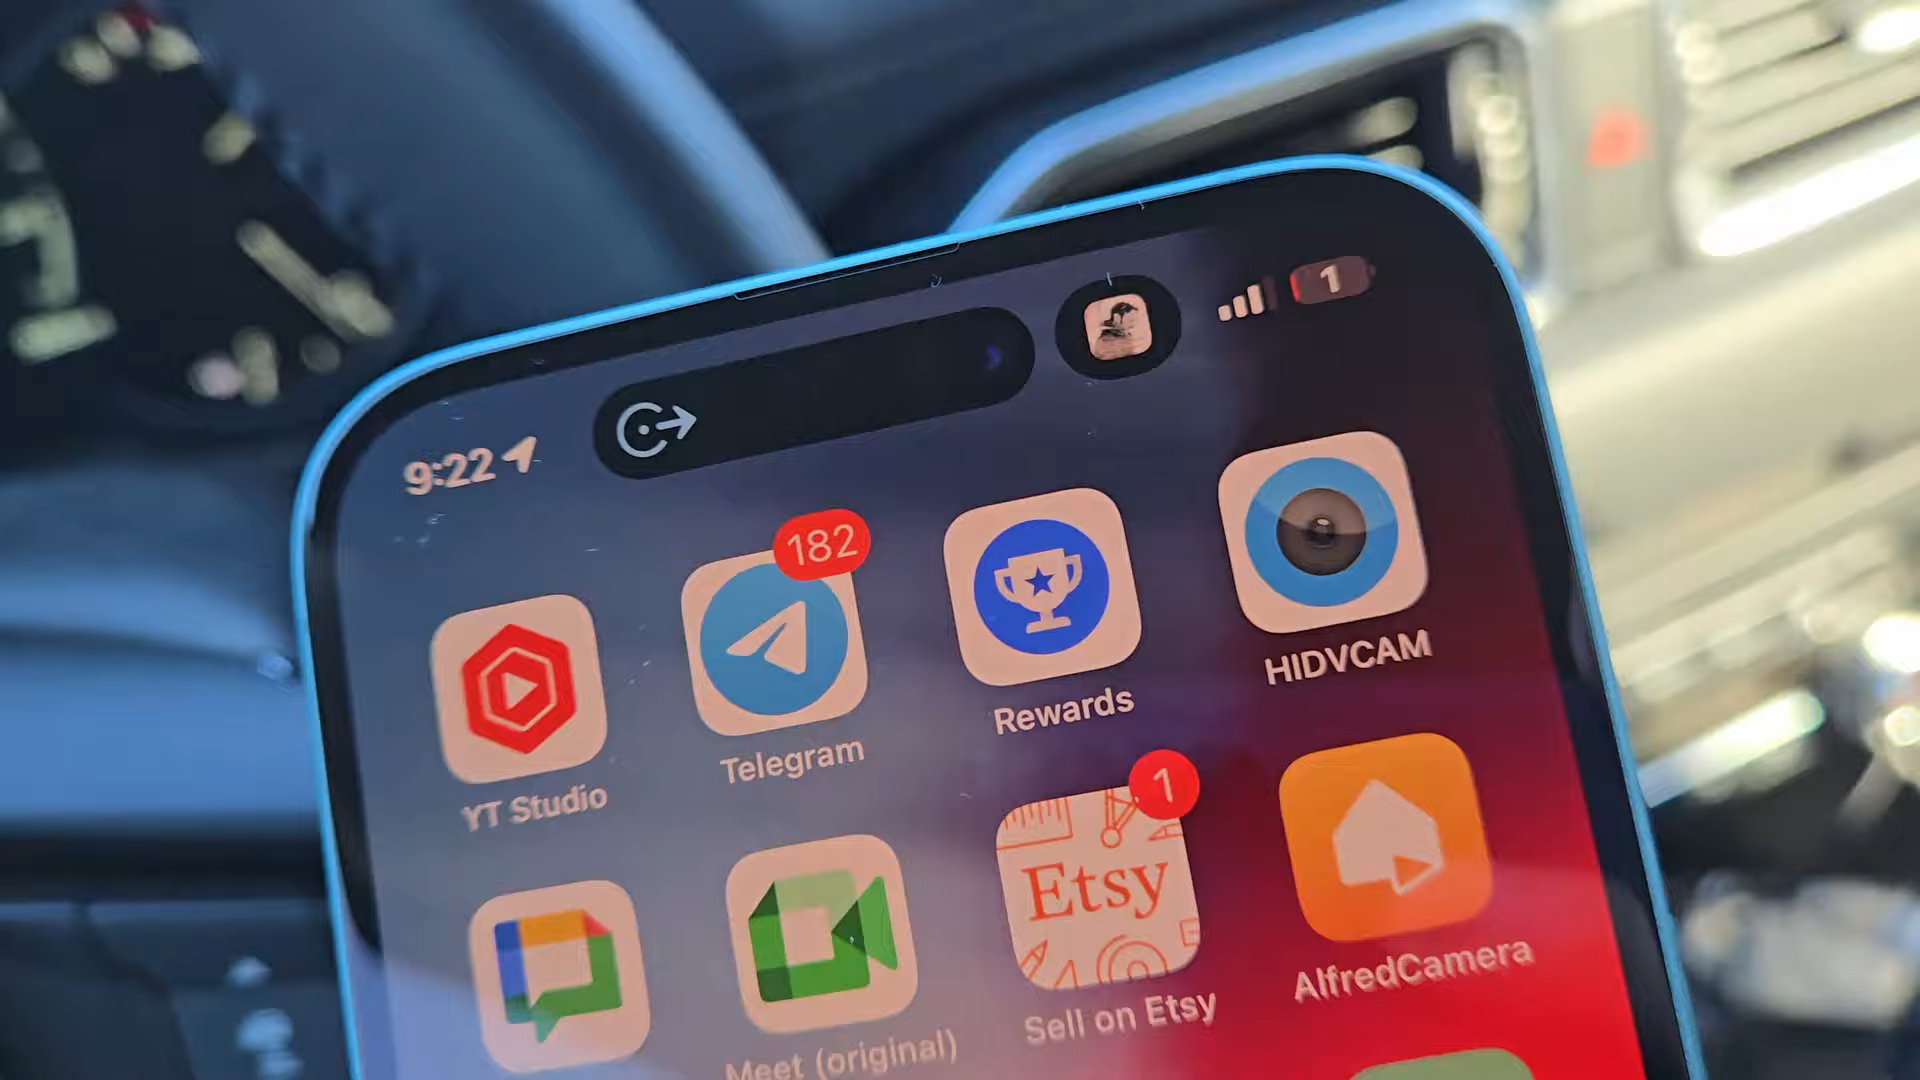 9:22
1
182
YT Studio
Telegram
Rewards
HIDVCAM
1
Etsy
Meet (original)
Sell on Etsy
AlfredCamera